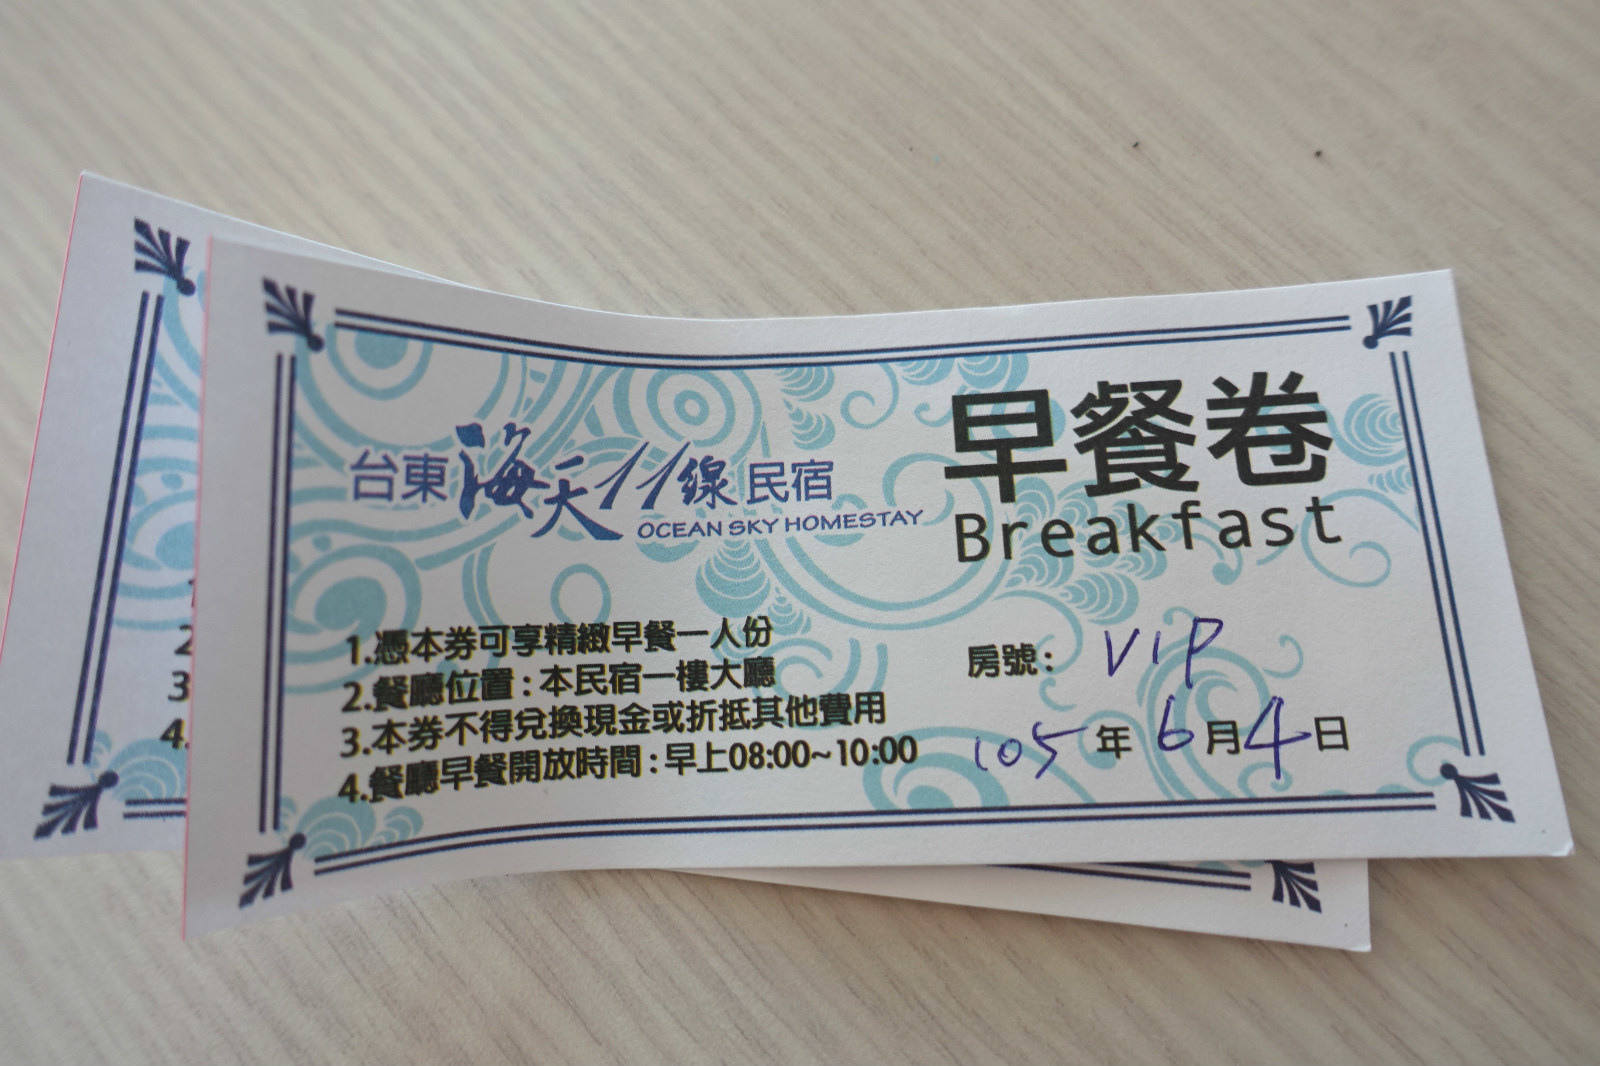 台東海天11線民宿
OCEAN SKY HOMESTAY
早餐卷
Breakfast
1.憑本券可享精緻早餐一人份
2.餐廳位置:本民宿一樓大廳
3.本券不得兌換現金或折抵其他費用
4.餐廳早餐開放時間:早上08:00~10:00
房號: VIP
105年6月4日
2
3
4.